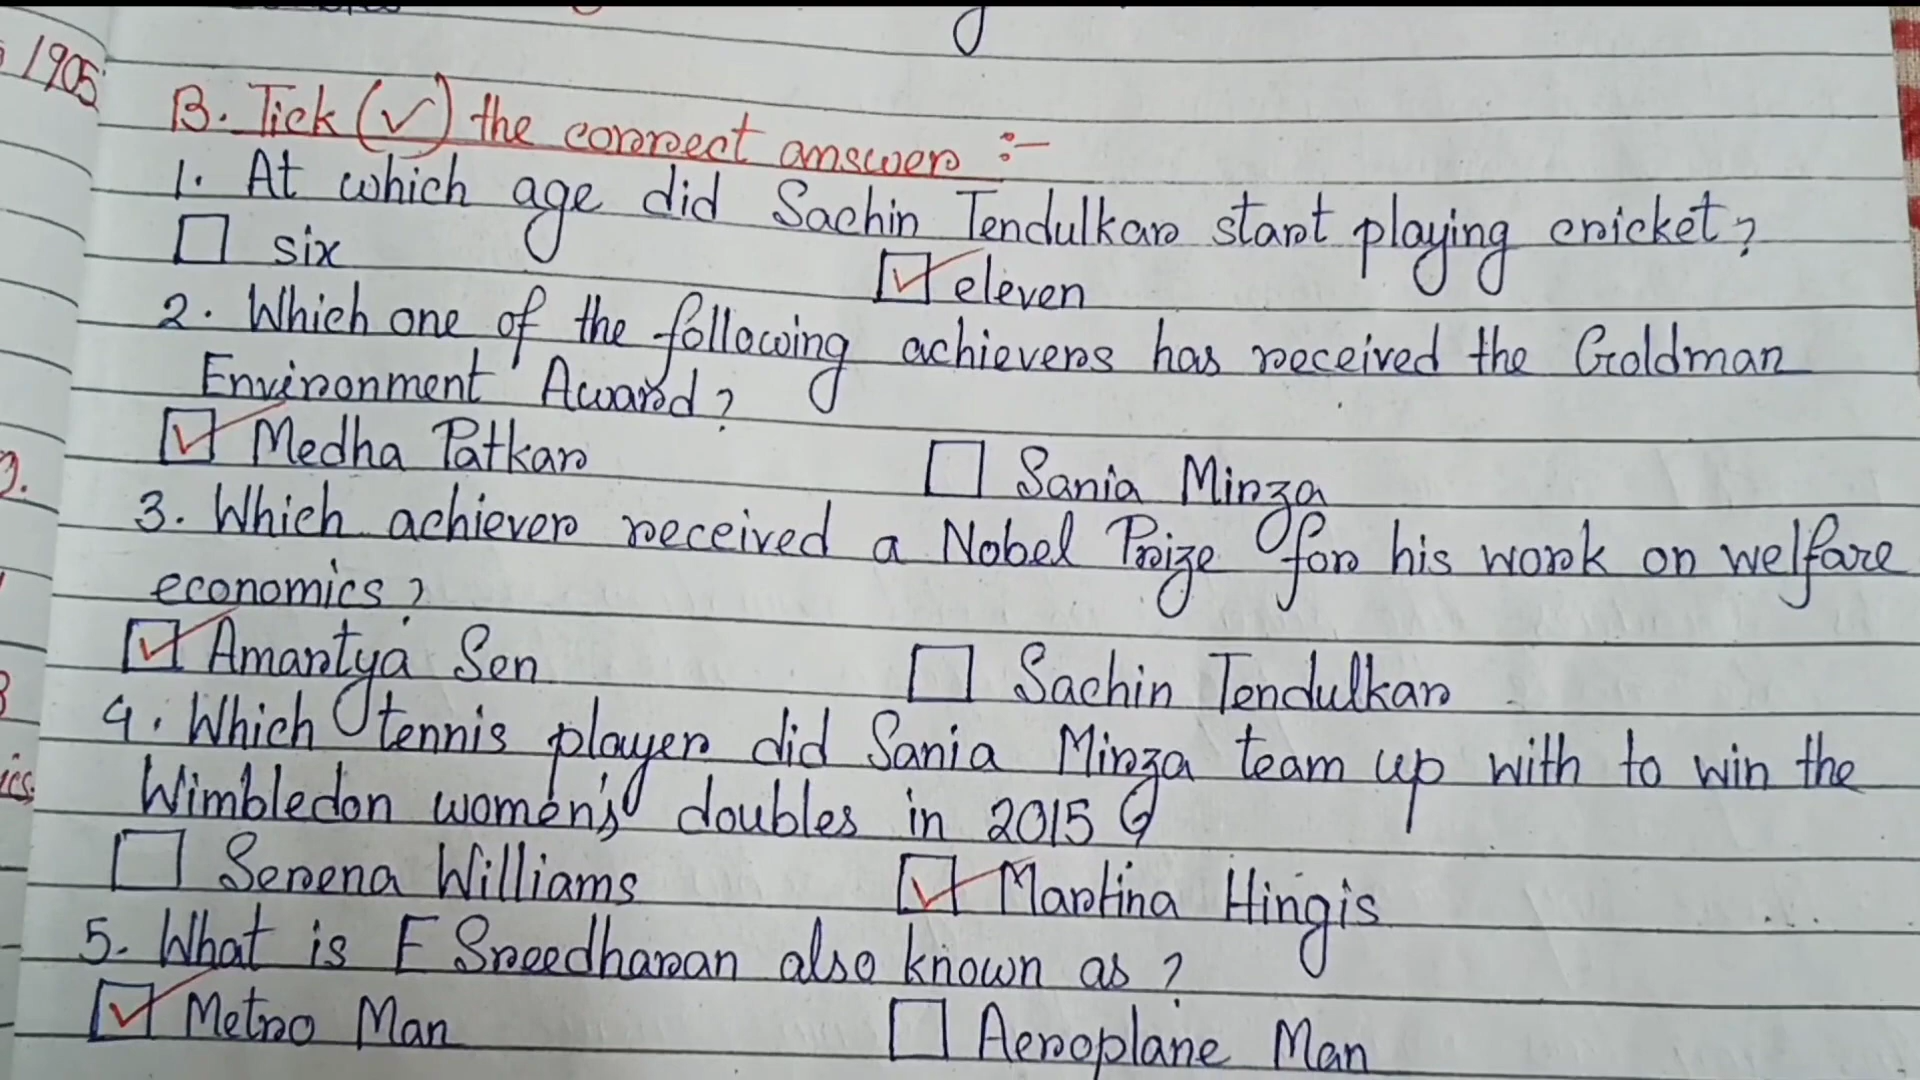 1905
B. Tick (✓) the correct answer :-
1. At which age did Sachin Tendulkar start playing cricket?
☐ six ☑ eleven
2. Which one of the following achievers has received the Goldman
Environment Award?
☑ Medha Patkar ☐ Sania Mirza
3. Which achiever received a Nobel Prize for his work on welfare
economics?
☑ Amartya Sen ☐ Sachin Tendulkar
4. Which tennis player did Sania Mirza team up with to win the
Wimbledon women's doubles in 2015?
☐ Serena Williams ☑ Martina Hingis
5. What is E Sreedharan also known as?
☑ Metro Man ☐ Aeroplane Man